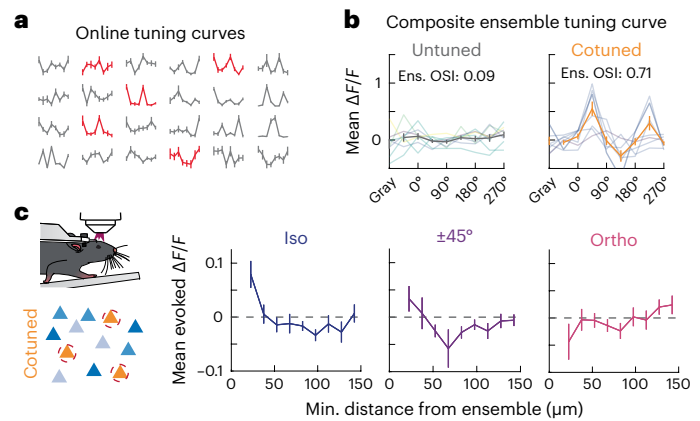 a
Online tuning curves
b
Composite ensemble tuning curve
Untuned
Cotuned
Ens. OSI: 0.09
Ens. OSI: 0.71
Mean ΔF/F
1
0
Gray
0°
90°
180°
270°
Gray
0°
90°
180°
270°
c
Cotuned
Iso
±45°
Ortho
Mean evoked ΔF/F
0.1
0
–0.1
0
50
100
150
0
50
100
150
0
50
100
150
Min. distance from ensemble (μm)